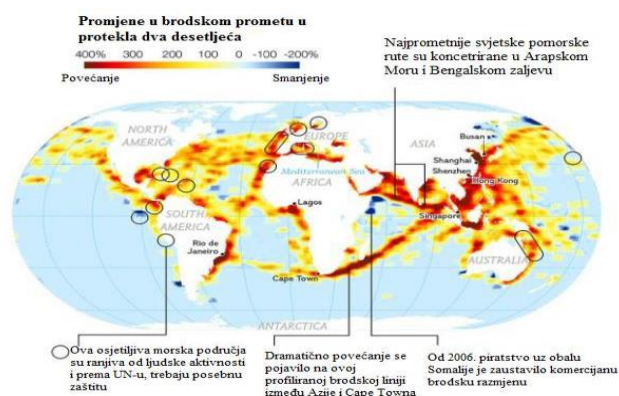 Promjene u brodskom prometu u
protekla dva desetljeća
400% 300 200 100 0 -100 -200%
Povećanje Smanjenje
Najprometnije svjetske pomorske
rute su koncetrirane u Arapskom
Moru i Bengalskom zaljevu
NORTH
AMERICA
EUROPE
ASIA
Busan
Shanghai
Shenzhen
Hong Kong
Mediterranean Sea
AFRICA
Lagos
Singapore
SOUTH
AMERICA
Rio de
Janeiro
Cape Town
AUSTRALIA
ANTARCTICA
Ova osjetiljiva morska područja
su ranjiva od ljudske aktivnosti
i prema UN-u, trebaju posebnu
zaštitu
Dramatično povećanje se
pojavilo na ovoj
profiliranoj brodskoj liniji
između Azije i Cape Towna
Od 2006. piratstvo uz obalu
Somalije je zaustavilo komercijanu
brodsku razmjenu